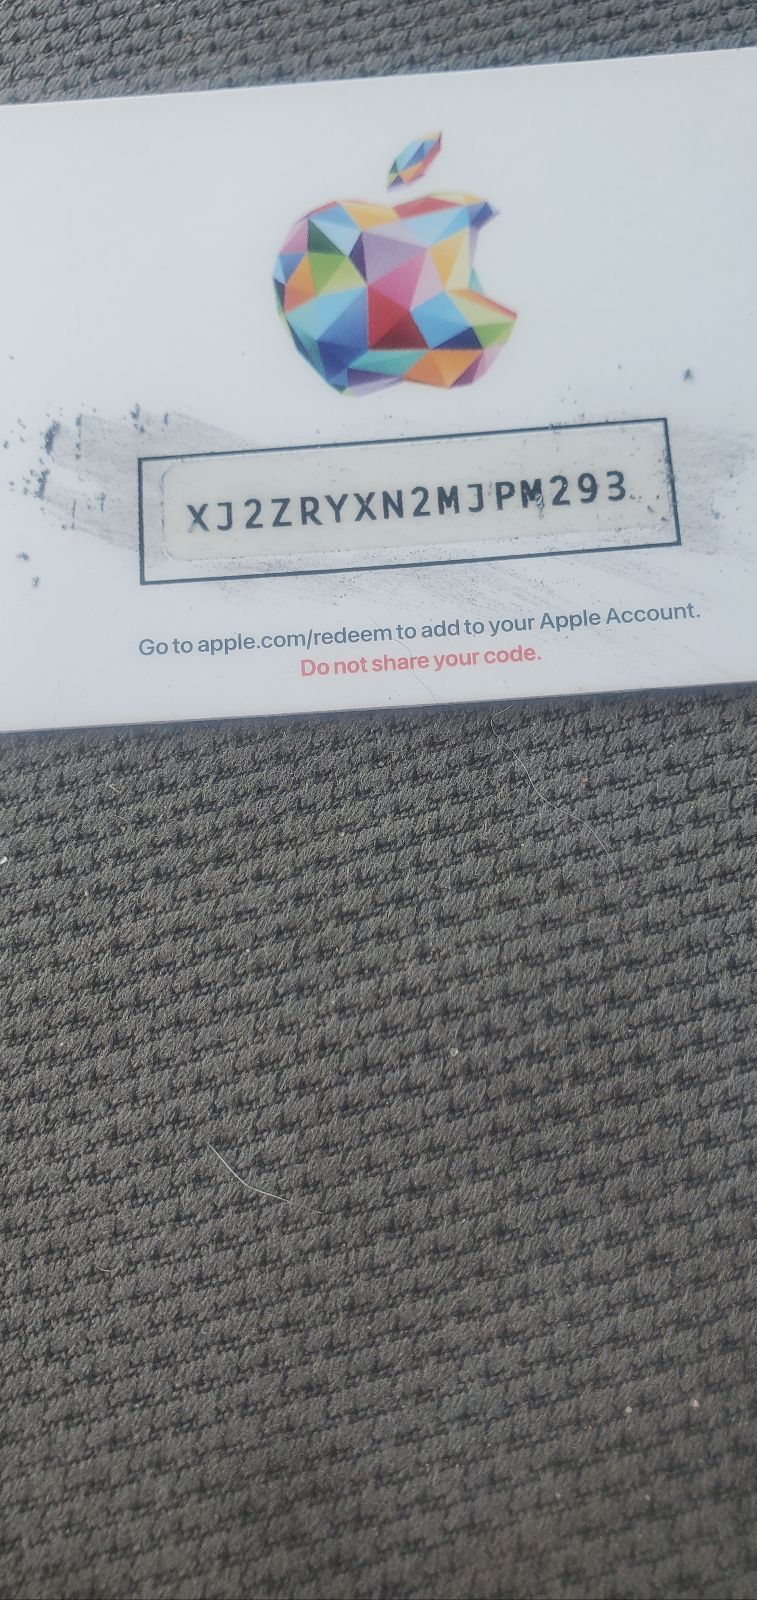 XJ2ZRYXN2MJPM293
Go to apple.com/redeem to add to your Apple Account.
Do not share your code.